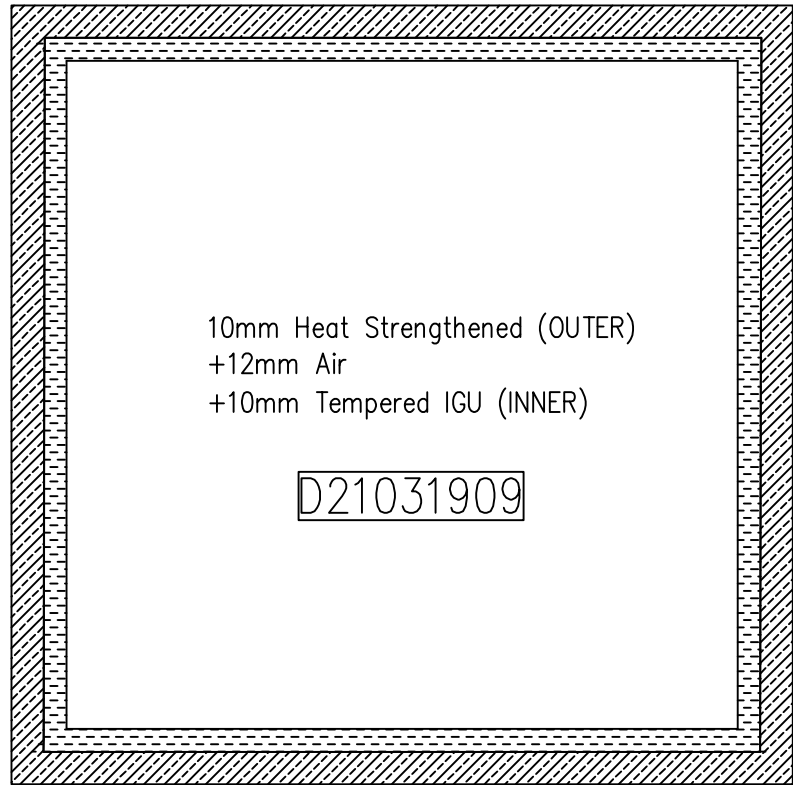 10mm Heat Strengthened (OUTER)
+12mm Air
+10mm Tempered IGU (INNER)
D21031909